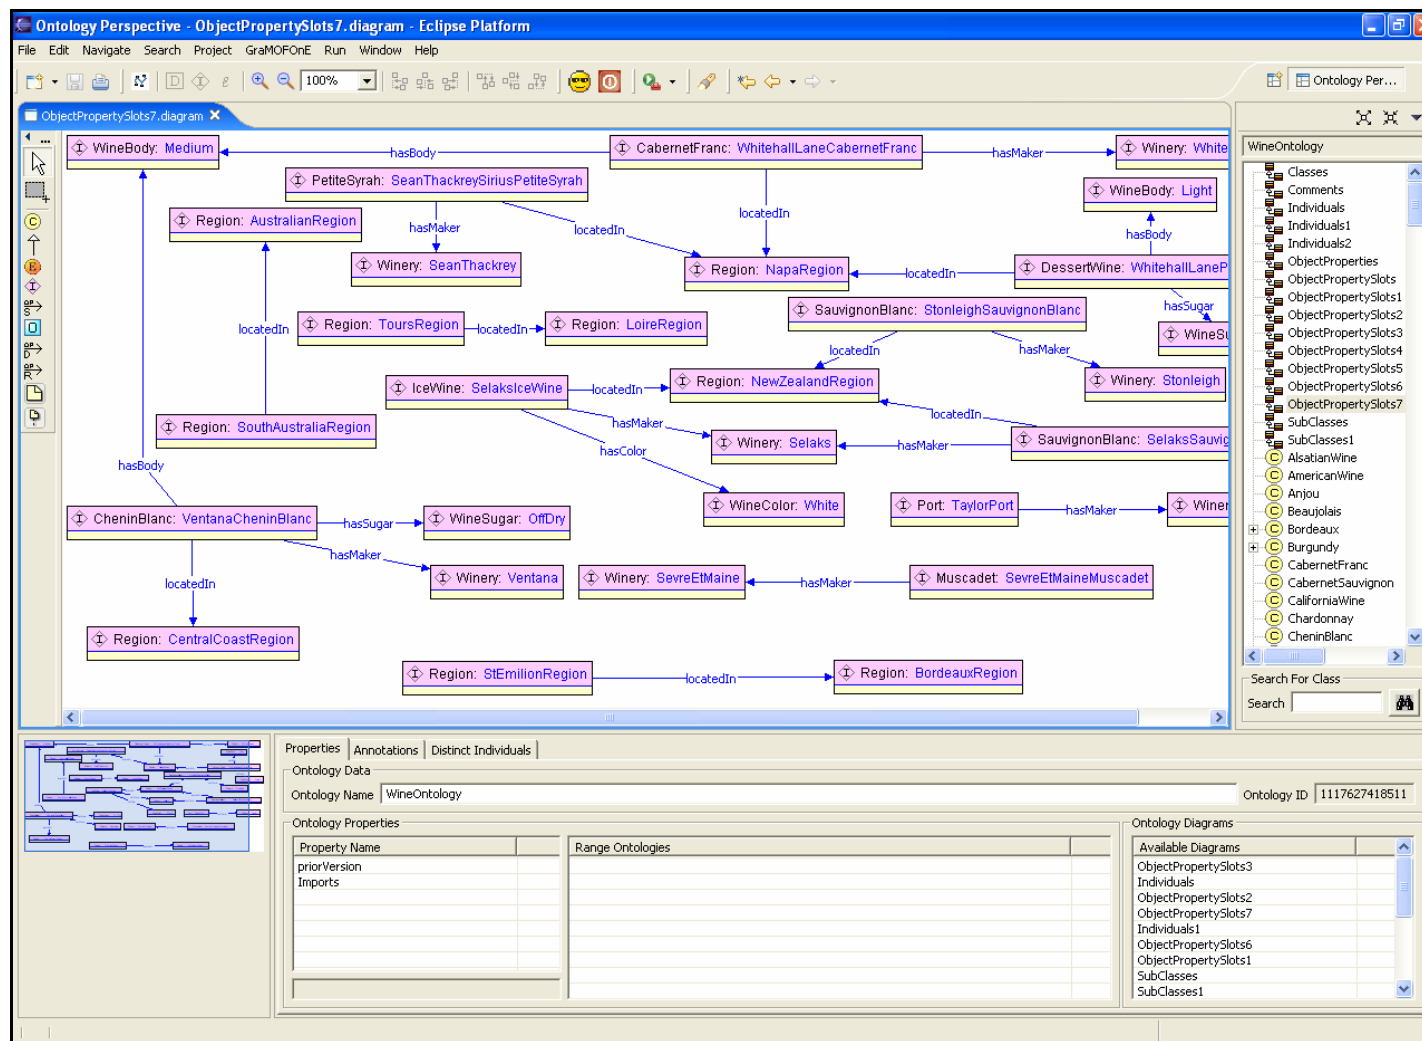 Ontology Perspective - ObjectPropertySlots7.diagram - Eclipse Platform
File Edit Navigate Search Project GraMOFOnE Run Window Help
100%
Ontology Per...
ObjectPropertySlots7.diagram
WineBody: Medium
hasBody
CabernetFranc: WhitehallLaneCabernetFranc
hasMaker
Winery: White
PetiteSyrah: SeanThackreySiriusPetiteSyrah
WineBody: Light
Region: AustralianRegion
hasMaker
locatedIn
locatedIn
hasBody
Winery: SeanThackrey
Region: NapaRegion
locatedIn
DessertWine: WhitehallLaneP
SauvignonBlanc: StonleighSauvignonBlanc
hasSugar
locatedIn
Region: ToursRegion
locatedIn
Region: LoireRegion
WineSu
locatedIn
hasMaker
IceWine: SelaksIceWine
locatedIn
Region: NewZealandRegion
Winery: Stonleigh
locatedIn
Region: SouthAustraliaRegion
hasMaker
Winery: Selaks
hasMaker
SauvignonBlanc: SelaksSauvig
hasColor
hasBody
WineColor: White
Port: TaylorPort
hasMaker
Winer
CheninBlanc: VentanaCheninBlanc
hasSugar
WineSugar: OffDry
hasMaker
locatedIn
Winery: Ventana
Winery: SevreEtMaine
hasMaker
Muscadet: SevreEtMaineMuscadet
Region: CentralCoastRegion
Region: StEmilionRegion
locatedIn
Region: BordeauxRegion
WineOntology
Classes
Comments
Individuals
Individuals1
Individuals2
ObjectProperties
ObjectPropertySlots
ObjectPropertySlots1
ObjectPropertySlots2
ObjectPropertySlots3
ObjectPropertySlots4
ObjectPropertySlots5
ObjectPropertySlots6
ObjectPropertySlots7
SubClasses
SubClasses1
AlsatianWine
AmericanWine
Anjou
Beaujolais
Bordeaux
Burgundy
CabernetFranc
CabernetSauvignon
CaliforniaWine
Chardonnay
CheninBlanc
Search For Class
Search
Properties Annotations Distinct Individuals
Ontology Data
Ontology Name WineOntology Ontology ID 1117627418511
Ontology Properties
Property Name
priorVersion
Imports
Range Ontologies
Ontology Diagrams
Available Diagrams
ObjectPropertySlots3
Individuals
ObjectPropertySlots2
ObjectPropertySlots7
Individuals1
ObjectPropertySlots6
ObjectPropertySlots1
SubClasses
SubClasses1